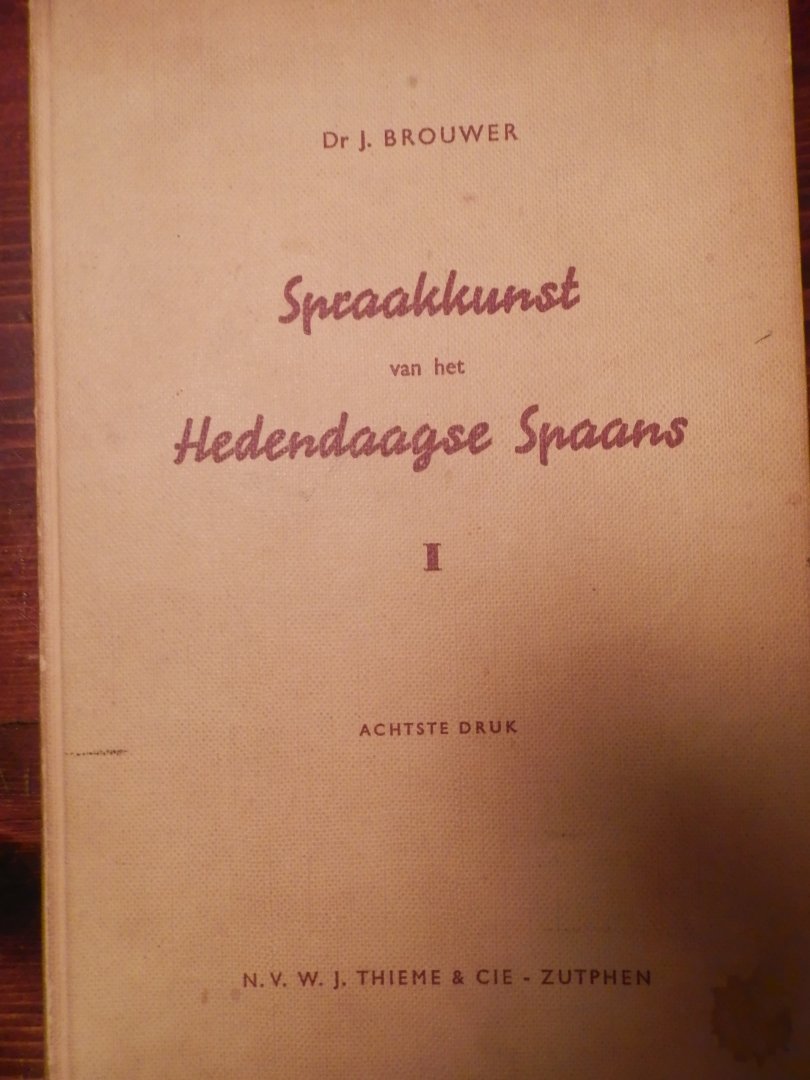 Dr J. BROUWER
Spraakkunst
van het
Hedendaagse Spaans
I
ACHTSTE DRUK
N.V. W. J. THIEME & CIE - ZUTPHEN